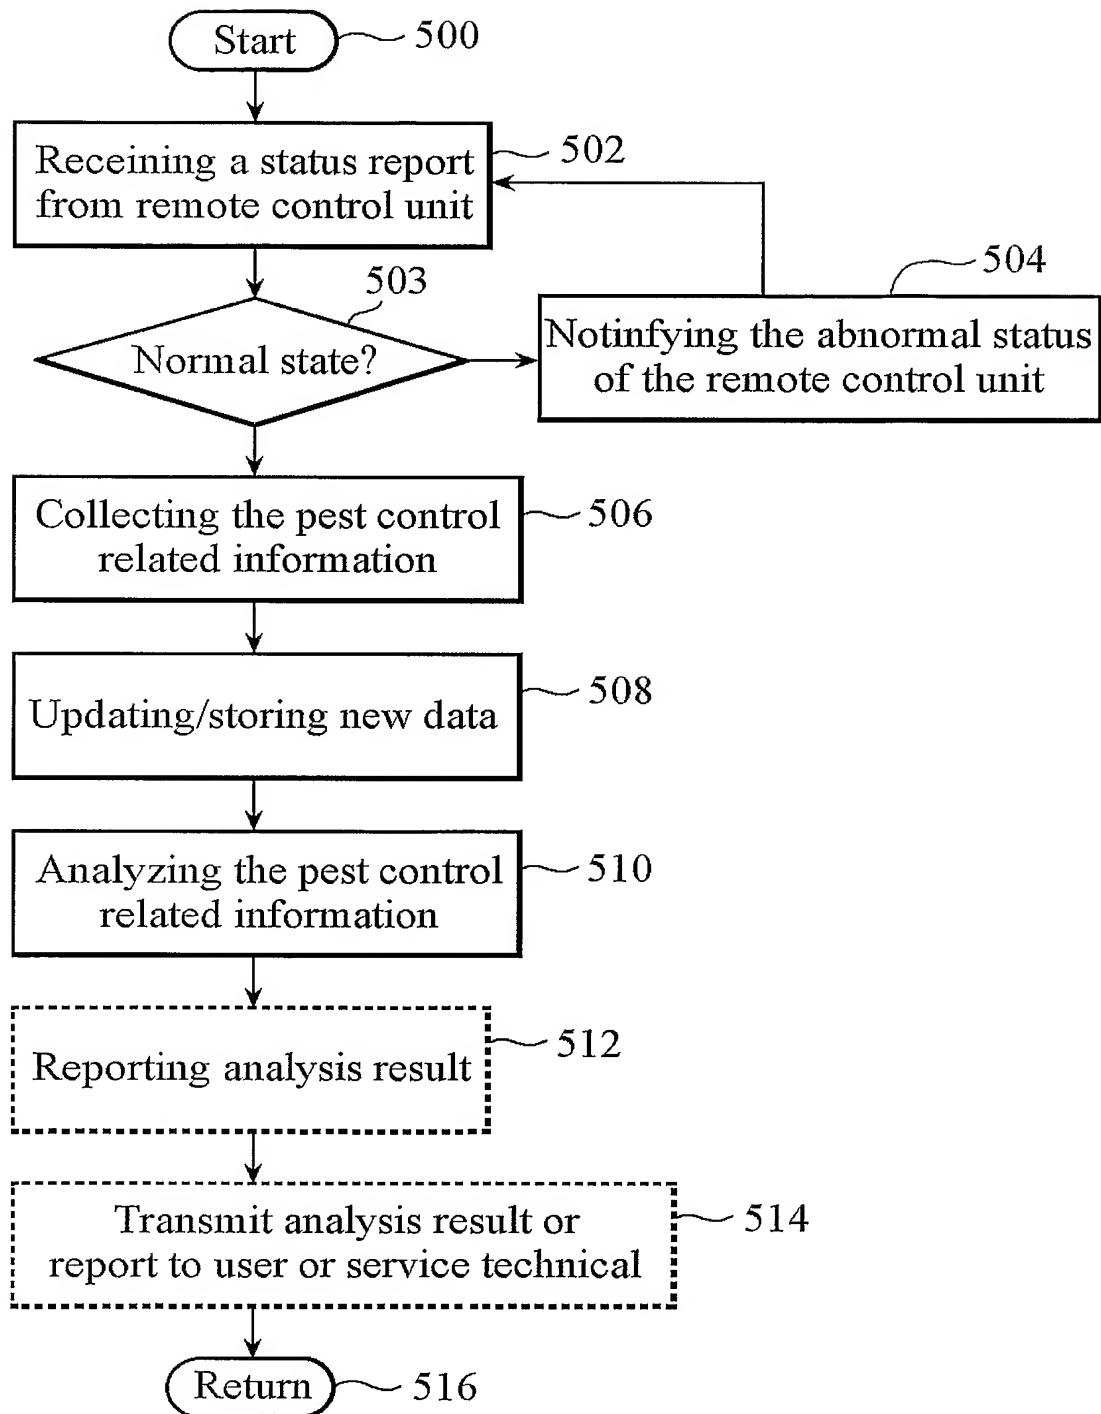 Start
500
Receining a status report
from remote control unit
502
503
Normal state?
504
Notinfying the abnormal status
of the remote control unit
Collecting the pest control
related information
506
Updating/storing new data
508
Analyzing the pest control
related information
510
Reporting analysis result
512
Transmit analysis result or
report to user or service technical
514
Return
516